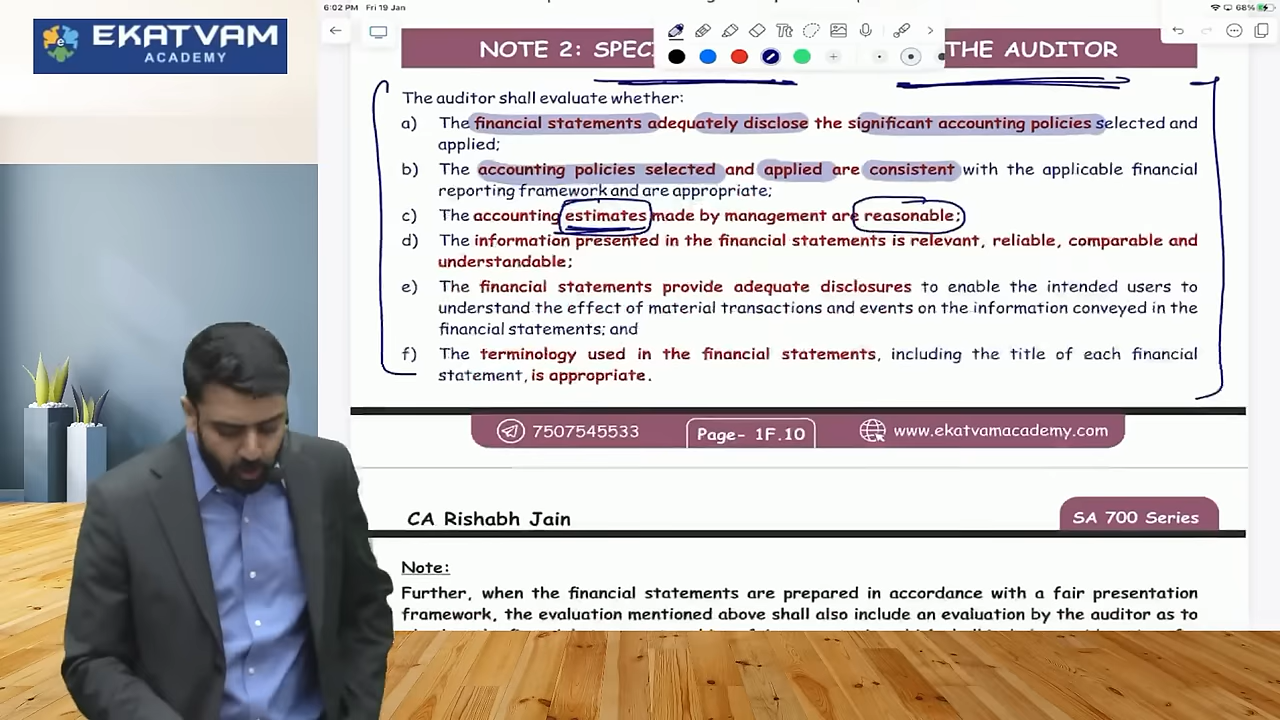 6:02 PM Fri 19 Jan
68%
EKATVAM
ACADEMY
NOTE 2: SPECI
THE AUDITOR
Tt
The auditor shall evaluate whether:
a) The financial statements adequately disclose the significant accounting policies selected and
applied;
b) The accounting policies selected and applied are consistent with the applicable financial
reporting framework and are appropriate;
c) The accounting estimates made by management are reasonable;
d) The information presented in the financial statements is relevant, reliable, comparable and
understandable;
e) The financial statements provide adequate disclosures to enable the intended users to
understand the effect of material transactions and events on the information conveyed in the
financial statements; and
f) The terminology used in the financial statements, including the title of each financial
statement, is appropriate.
7507545533
Page- 1F.10
www.ekatvamacademy.com
CA Rishabh Jain
SA 700 Series
Note:
Further, when the financial statements are prepared in accordance with a fair presentation
framework, the evaluation mentioned above shall also include an evaluation by the auditor as to